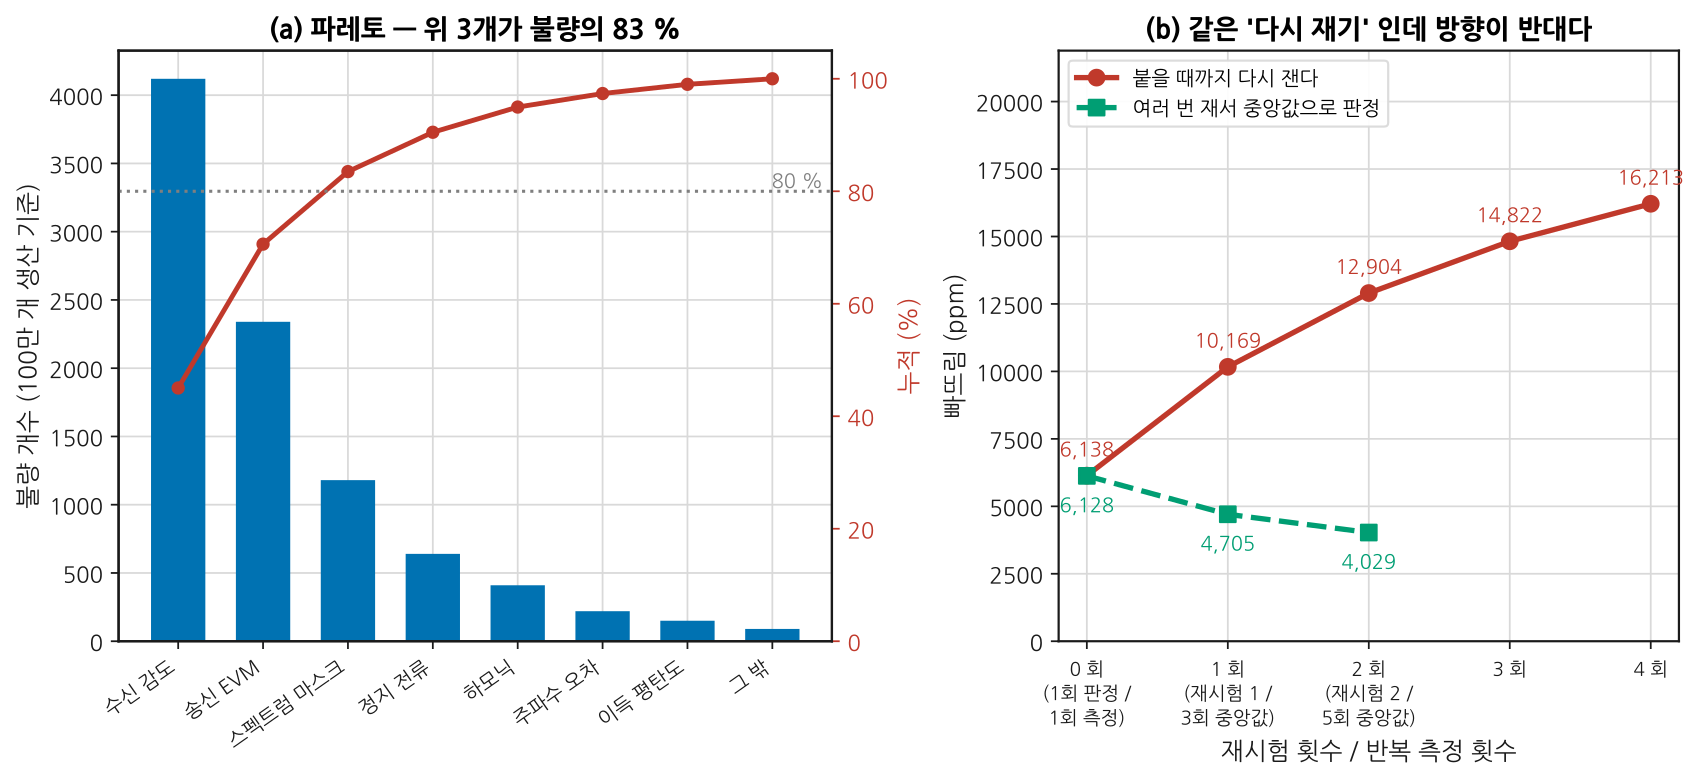 (a) 파레토 — 위 3개가 불량의 83 %
불량 개수 (100만 개 생산 기준)
4000
3500
3000
2500
2000
1500
1000
500
0
80 %
100
80
60
40
20
0
누적 (%)
수신 감도
송신 EVM
스펙트럼 마스크
정지 전류
하모닉
주파수 오차
이득 평탄도
그 밖
(b) 같은 '다시 재기' 인데 방향이 반대다
붙을 때까지 다시 잰다
여러 번 재서 중앙값으로 판정
빠뜨림 (ppm)
20000
17500
15000
12500
10000
7500
5000
2500
0
6,138
10,169
12,904
14,822
16,213
6,128
4,705
4,029
0 회
(1회 판정 /
1회 측정)
1 회
(재시험 1 /
3회 중앙값)
2 회
(재시험 2 /
5회 중앙값)
3 회
4 회
재시험 횟수 / 반복 측정 횟수